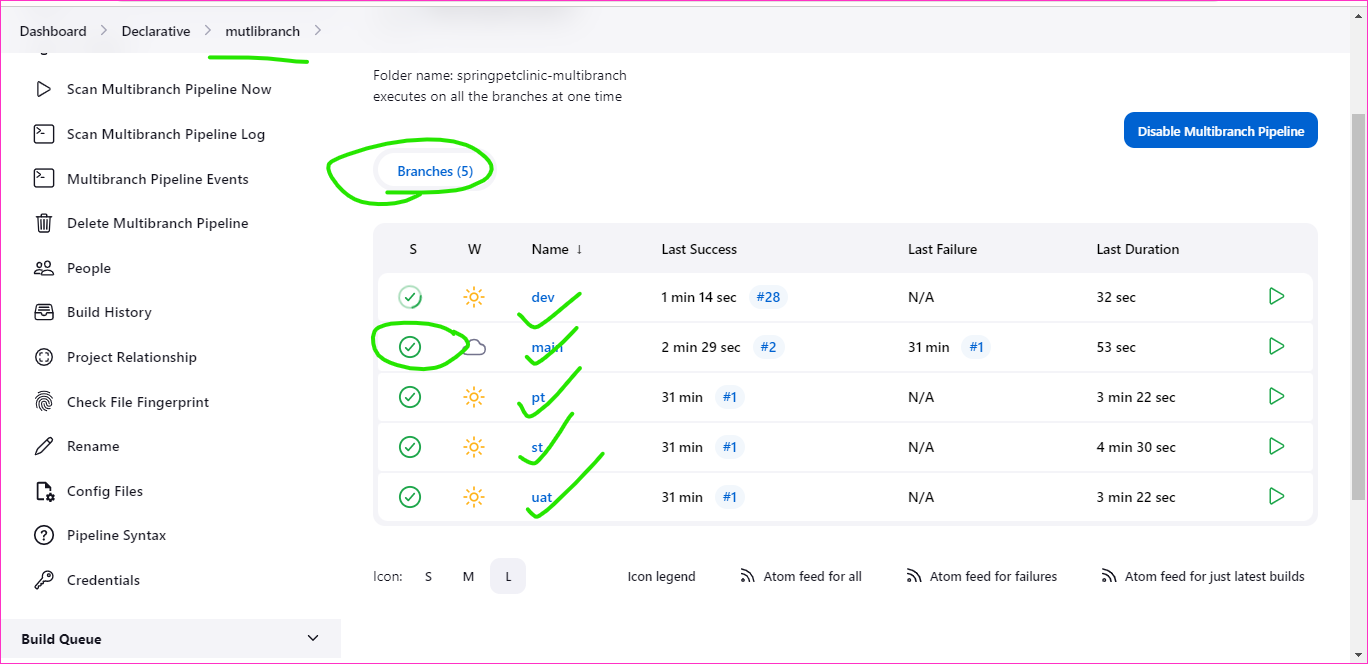 Dashboard > Declarative > mutlibranch >
Scan Multibranch Pipeline Now
Scan Multibranch Pipeline Log
Multibranch Pipeline Events
Delete Multibranch Pipeline
People
Build History
Project Relationship
Check File Fingerprint
Rename
Config Files
Pipeline Syntax
Credentials
Build Queue
Folder name: springpetclinic-multibranch
executes on all the branches at one time
Disable Multibranch Pipeline
Branches (5)
S W Name ↓ Last Success Last Failure Last Duration
dev 1 min 14 sec #28 N/A 32 sec
main 2 min 29 sec #2 31 min #1 53 sec
pt 31 min #1 N/A 3 min 22 sec
st 31 min #1 N/A 4 min 30 sec
uat 31 min #1 N/A 3 min 22 sec
Icon: S M L Icon legend Atom feed for all Atom feed for failures Atom feed for just latest builds